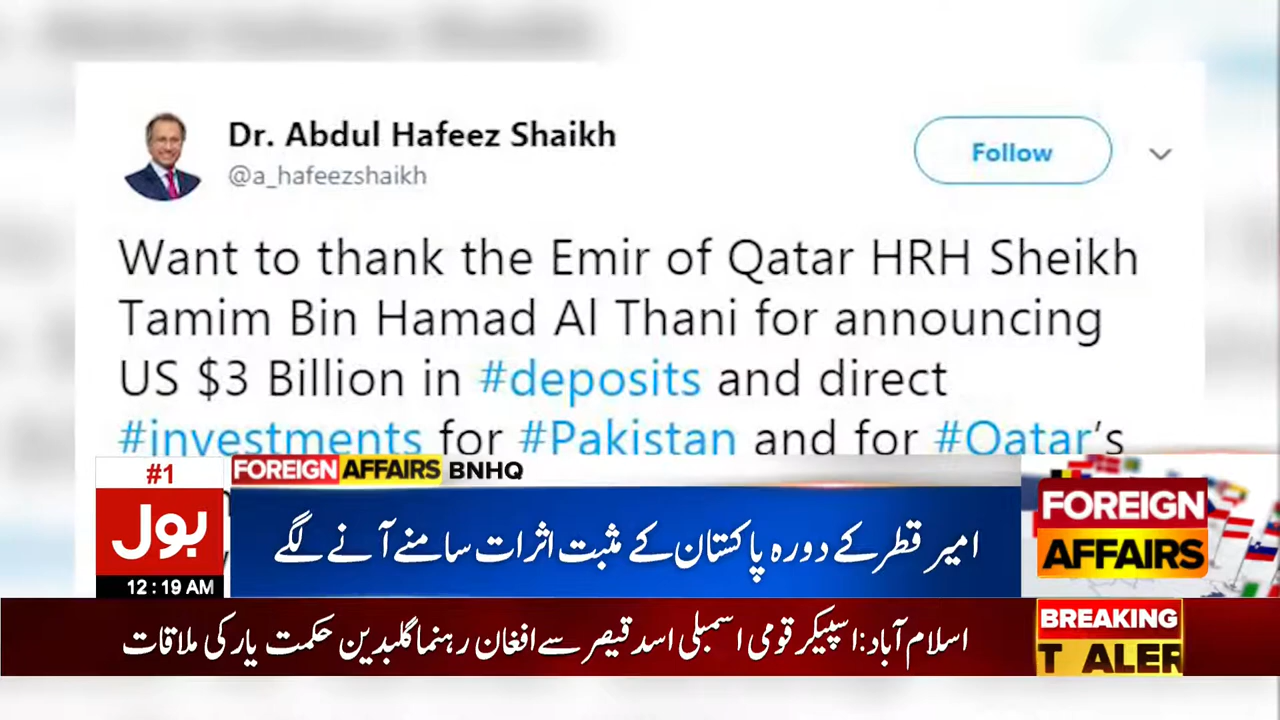 Dr. Abdul Hafeez Shaikh
@a_hafeezshaikh
Follow
Want to thank the Emir of Qatar HRH Sheikh
Tamim Bin Hamad Al Thani for announcing
US $3 Billion in #deposits and direct
#investments for #Pakistan and for #Qatar's
#1
بول
12:19 AM
FOREIGN AFFAIRS BNHQ
امیر قطر کے دورہ پاکستان کے مثبت اثرات سامنے آنے لگے
FOREIGN
AFFAIRS
اسلام آباد: اسپیکر قومی اسمبلی اسد قیصر سے افغان رہنما گلبدین حکمت یار کی ملاقات
BREAKING
T ALER